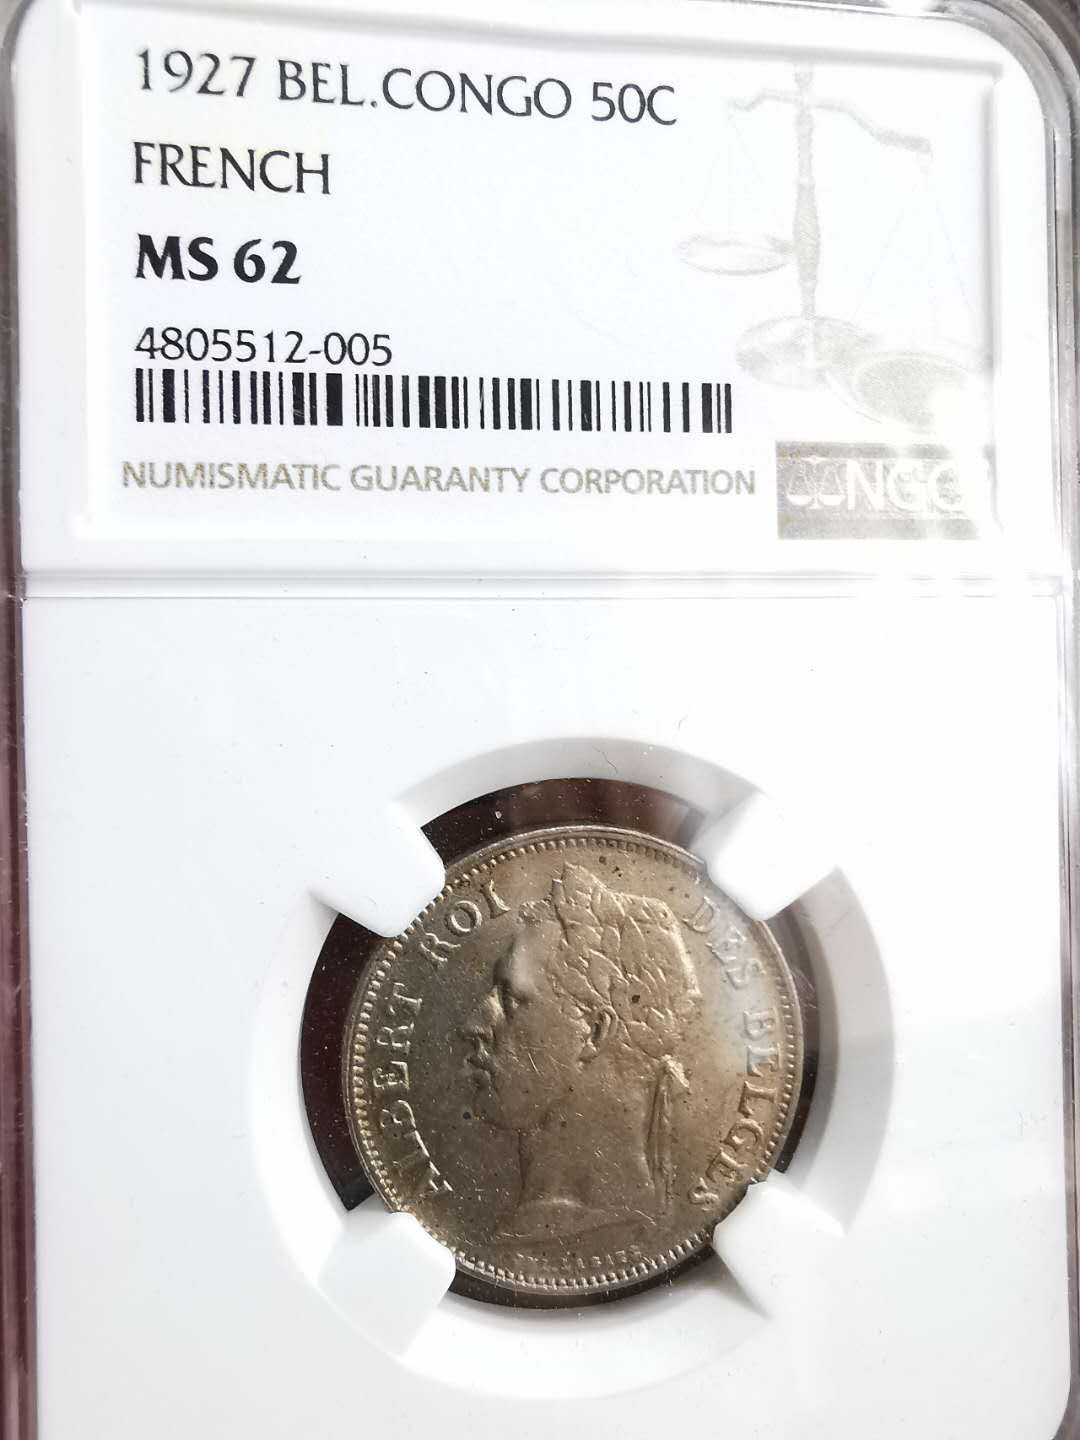 1927 BEL.CONGO 50C
FRENCH
MS 62
4805512-005
NUMISMATIC GUARANTY CORPORATION
NGC
ALBERT ROI DES BELGES